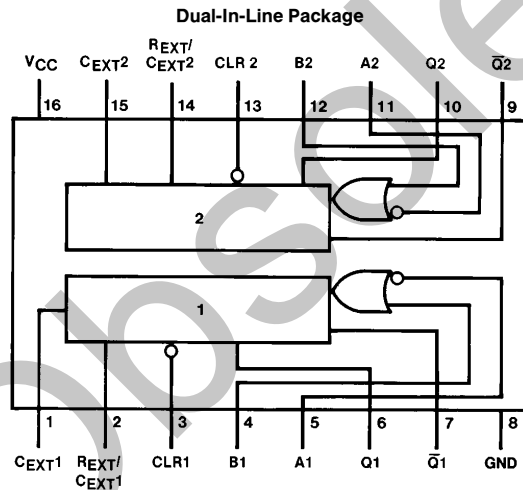 Dual-In-Line Package
VCC CEXT2 REXT/ CEXT2 CLR 2 B2 A2 Q2 Q̅2
16 15 14 13 12 11 10 9
2
1
1 2 3 4 5 6 7 8
CEXT1 REXT/ CEXT1 CLR1 B1 A1 Q1 Q̅1 GND
Obsolete